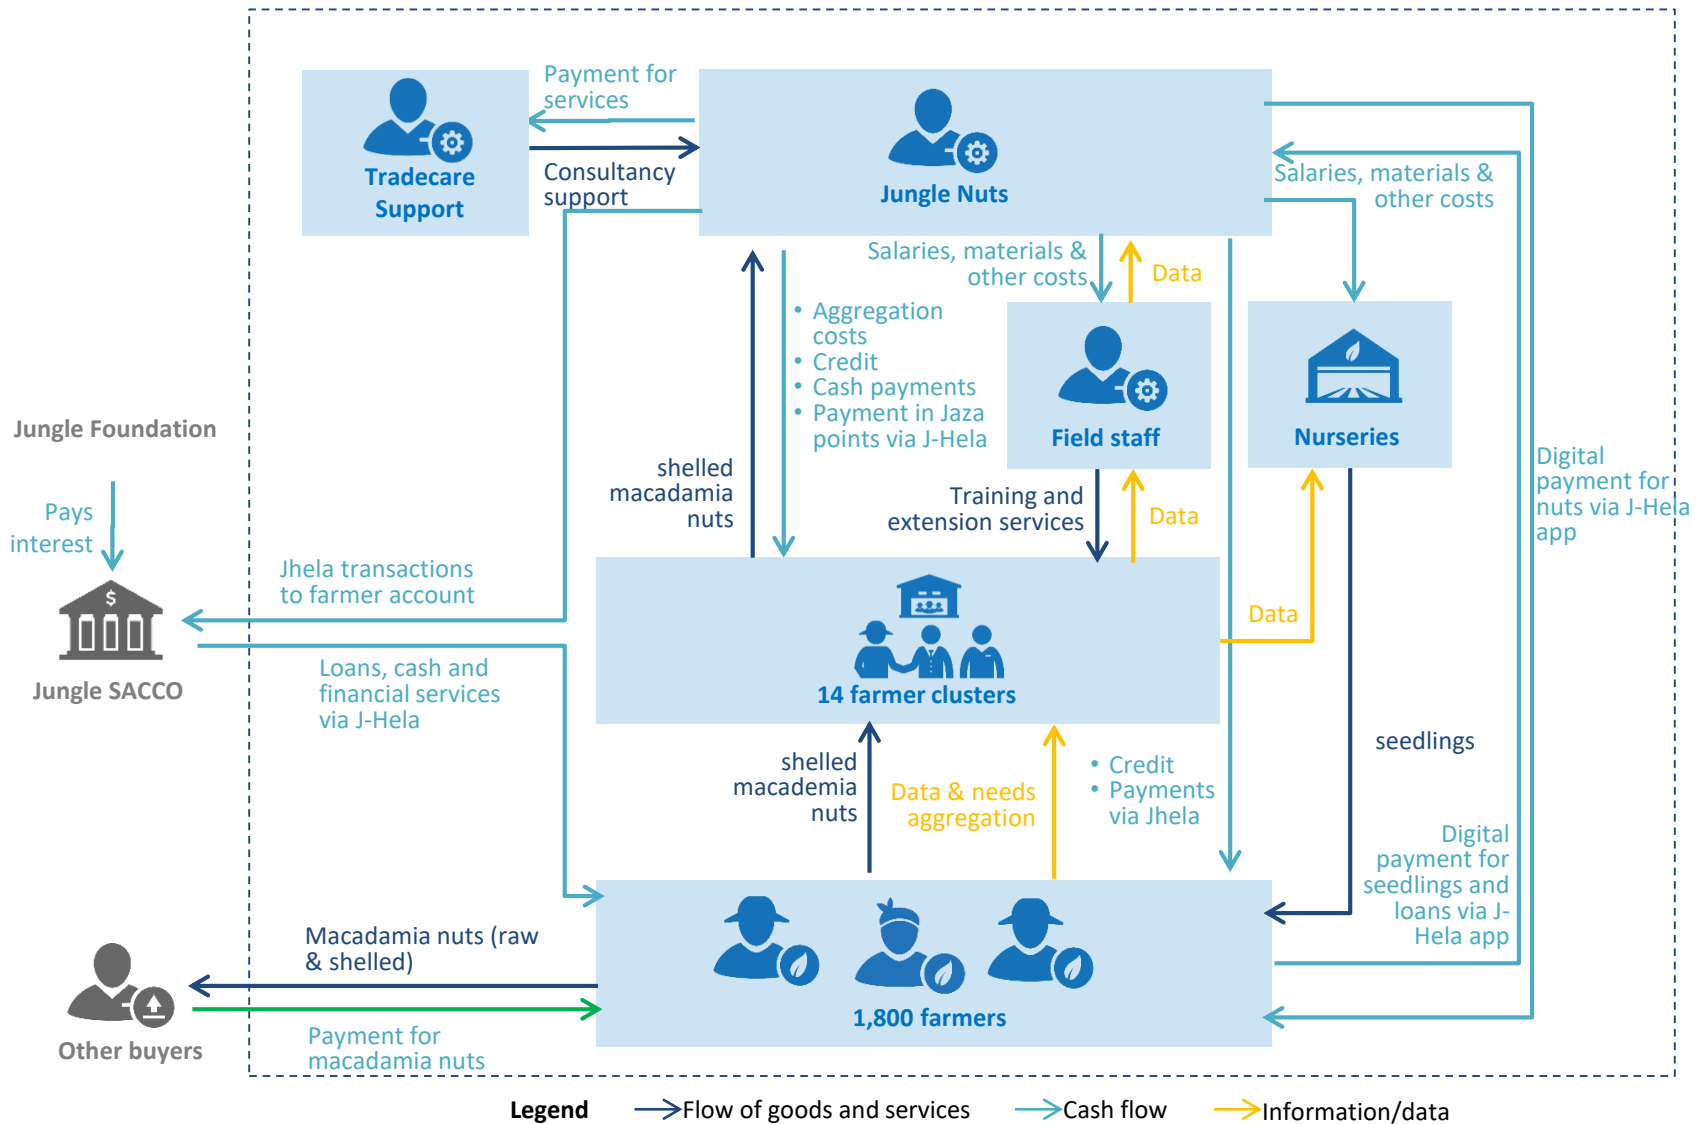 Payment for
services
Tradecare
Support
Consultancy
support
Jungle Nuts
Salaries, materials &
other costs
Salaries, materials &
other costs
Data
• Aggregation
costs
• Credit
• Cash payments
• Payment in Jaza
points via J-Hela
Field staff
Nurseries
Jungle Foundation
Pays
interest
shelled
macadamia
nuts
Training and
extension services
Data
Digital
payment for
nuts via J-Hela
app
Jhela transactions
to farmer account
$
Jungle SACCO
Loans, cash and
financial services
via J-Hela
14 farmer clusters
Data
seedlings
shelled
macademia
nuts
Data & needs
aggregation
• Credit
• Payments
via Jhela
Digital
payment for
seedlings and
loans via J-
Hela app
Macadamia nuts (raw
& shelled)
Other buyers
Payment for
macadamia nuts
1,800 farmers
Legend
Flow of goods and services
Cash flow
Information/data